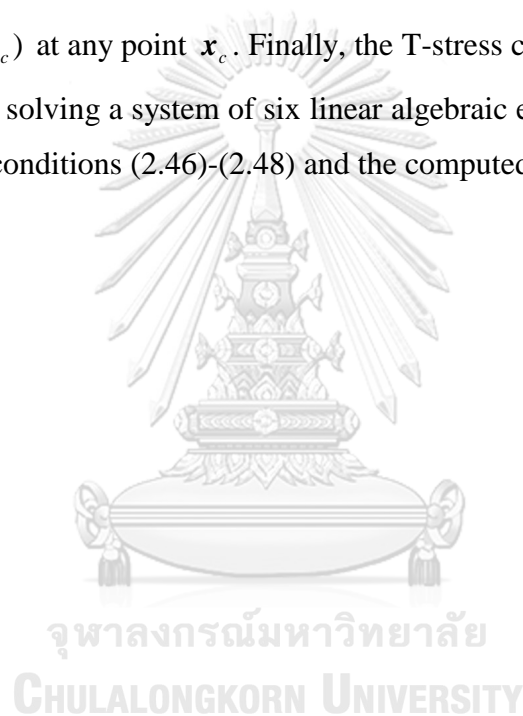 c ) at any point x_c . Finally, the T-stress c
solving a system of six linear algebraic e
conditions (2.46)-(2.48) and the computed
จุฬาลงกรณ์มหาวิทยาลัย
CHULALONGKORN UNIVERSITY